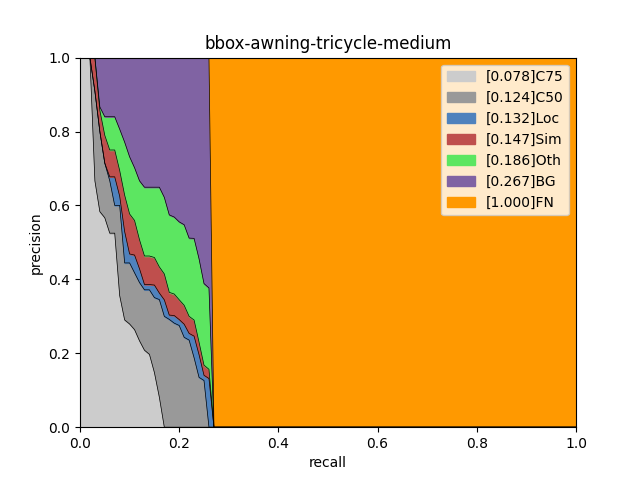 bbox-awning-tricycle-medium
1.0
0.8
0.6
0.4
0.2
0.0
precision
[0.078]C75
[0.124]C50
[0.132]Loc
[0.147]Sim
[0.186]Oth
[0.267]BG
[1.000]FN
0.0 0.2 0.4 0.6 0.8 1.0
recall